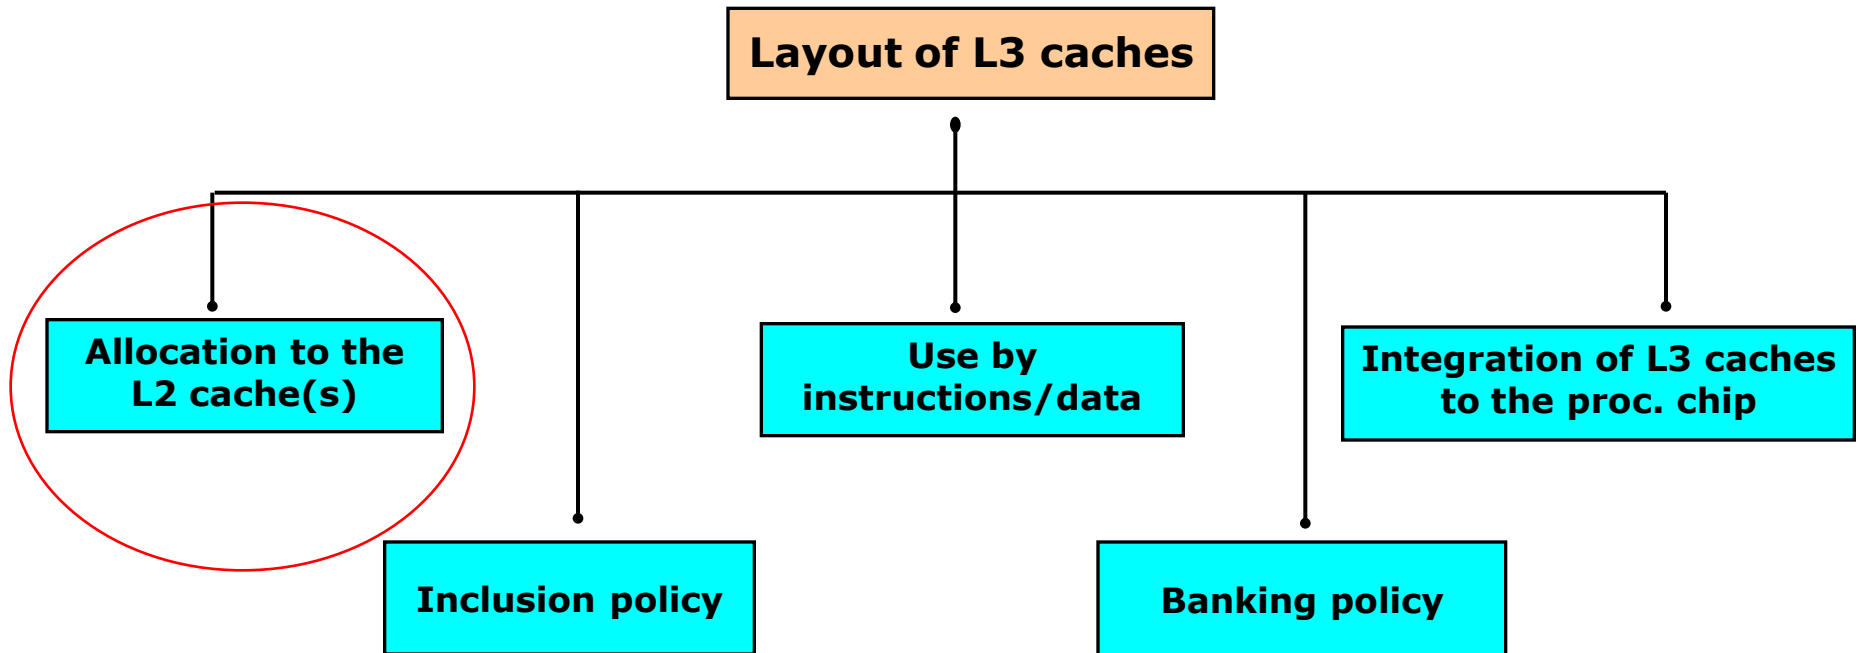 Layout of L3 caches
Allocation to the
L2 cache(s)
Use by
instructions/data
Integration of L3 caches
to the proc. chip
Inclusion policy
Banking policy